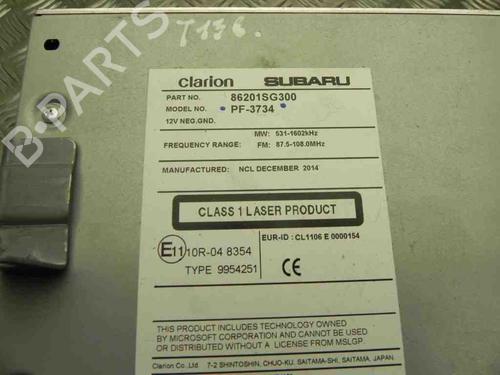 B-PARTS
T136.
clarion SUBARU
PART NO. 86201SG300
MODEL NO. PF-3734
12V NEG.GND.
MW: 531-1602kHz
FREQUENCY RANGE: FM: 87.5-108.0MHz
MANUFACTURED: NCL DECEMBER 2014
CLASS 1 LASER PRODUCT
E11 10R-04 8354
EUR-ID : CL1106 E 0000154
TYPE 9954251
CE
THIS PRODUCT INCLUDES TECHNOLOGY OWNED
BY MICROSOFT CORPORATION AND CANNOT BE USED
OR DISTRIBUTED WITHOUT A LICENSE FROM MSLGP.
Clarion Co.,Ltd. 7-2 SHINTOSHIN, CHUO-KU, SAITAMA-SHI, SAITAMA, JAPAN.